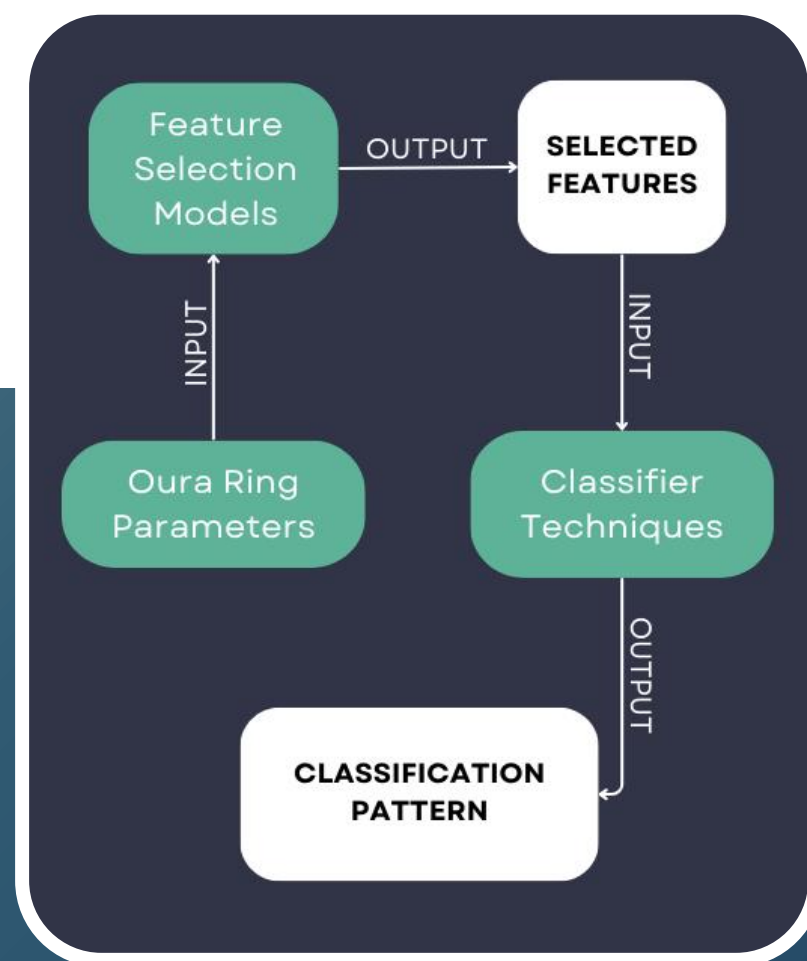 Feature
Selection
Models
OUTPUT
SELECTED
FEATURES
INPUT
INPUT
Oura Ring
Parameters
Classifier
Techniques
OUTPUT
CLASSIFICATION
PATTERN